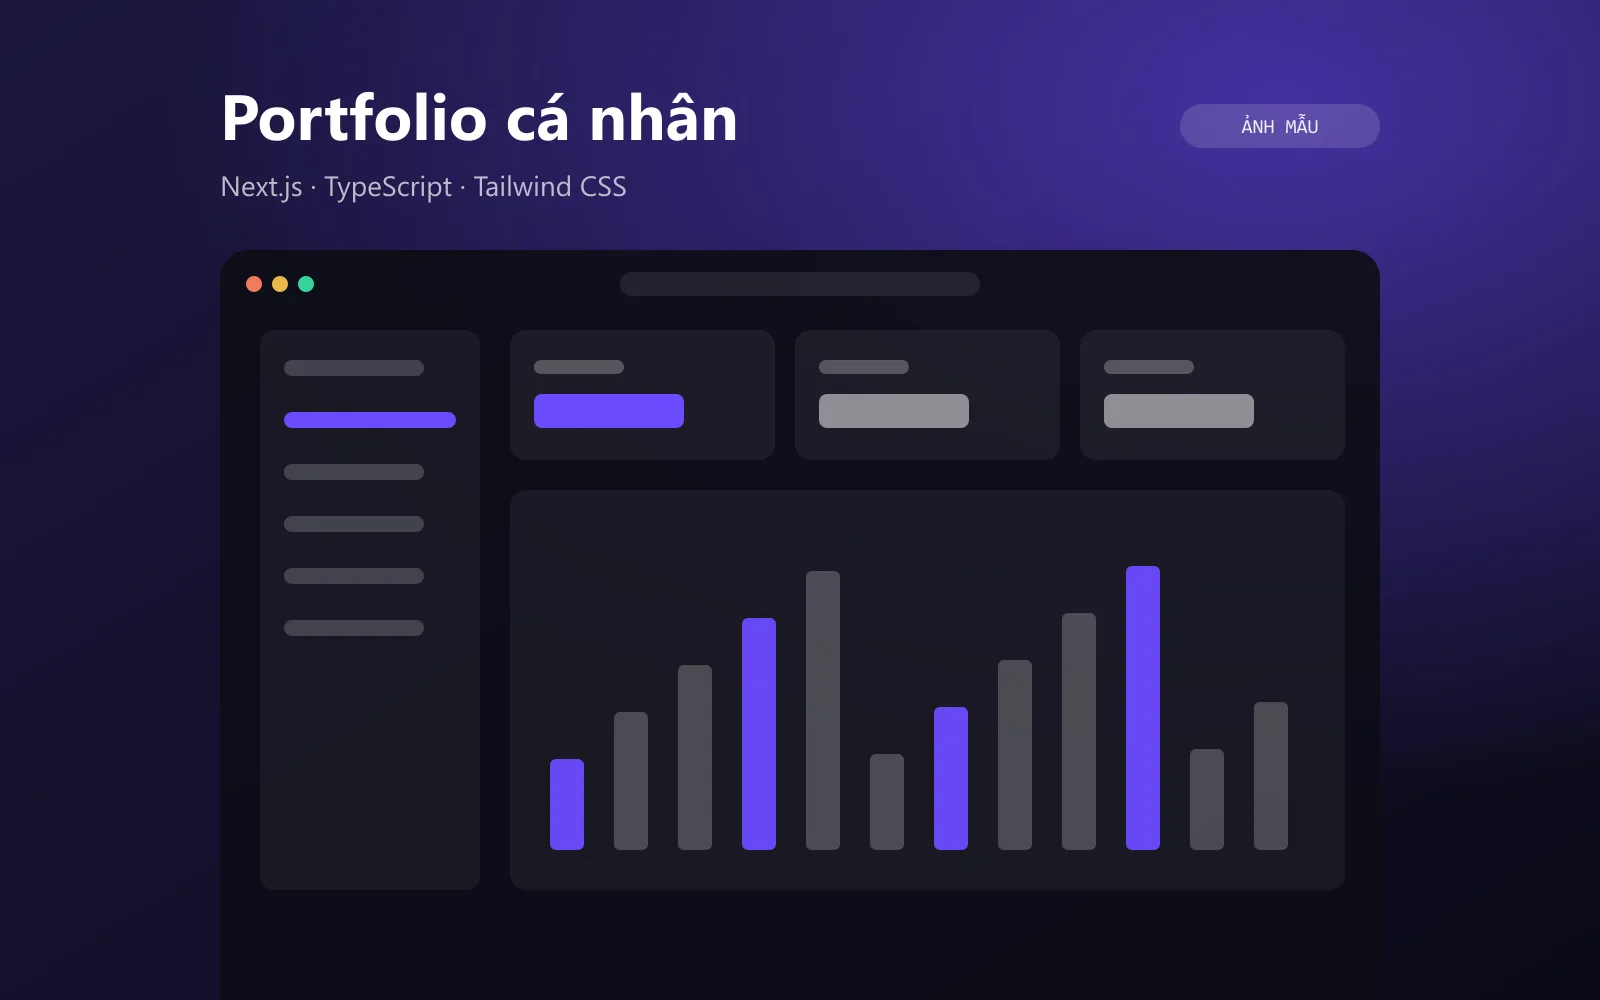 Portfolio cá nhân
ẢNH MẪU
Next.js · TypeScript · Tailwind CSS